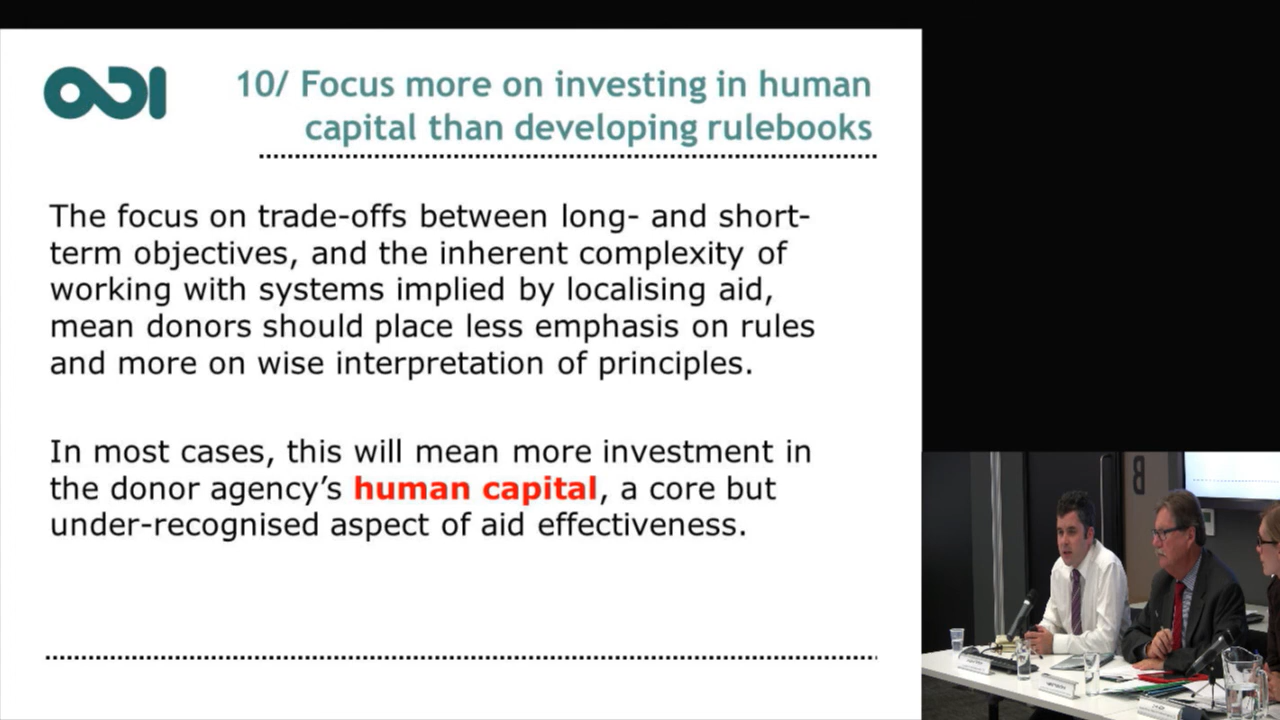 ODI
10/ Focus more on investing in human
capital than developing rulebooks
The focus on trade-offs between long- and short-
term objectives, and the inherent complexity of
working with systems implied by localising aid,
mean donors should place less emphasis on rules
and more on wise interpretation of principles.
In most cases, this will mean more investment in
the donor agency's human capital, a core but
under-recognised aspect of aid effectiveness.
B